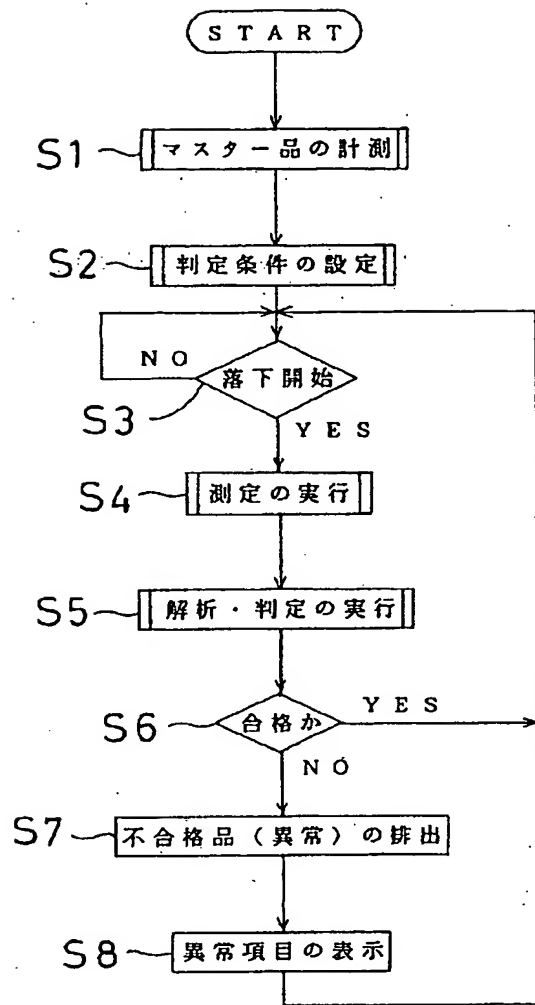 START
S1 マスター品の計測
S2 判定条件の設定
NO
S3 落下開始
YES
S4 測定の実行
S5 解析・判定の実行
S6 合格か YES
NO
S7 不合格品（異常）の排出
S8 異常項目の表示